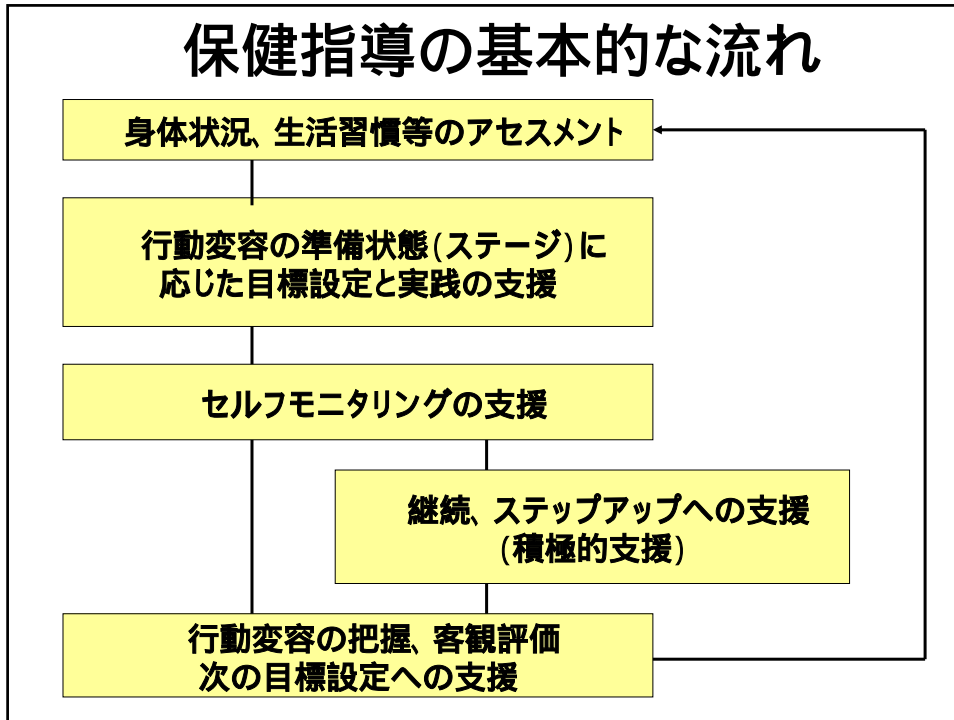 保健指導の基本的な流れ
身体状況、生活習慣等のアセスメント
行動変容の準備状態(ステージ)に
応じた目標設定と実践の支援
セルフモニタリングの支援
継続、ステップアップへの支援
(積極的支援)
行動変容の把握、客観評価
次の目標設定への支援